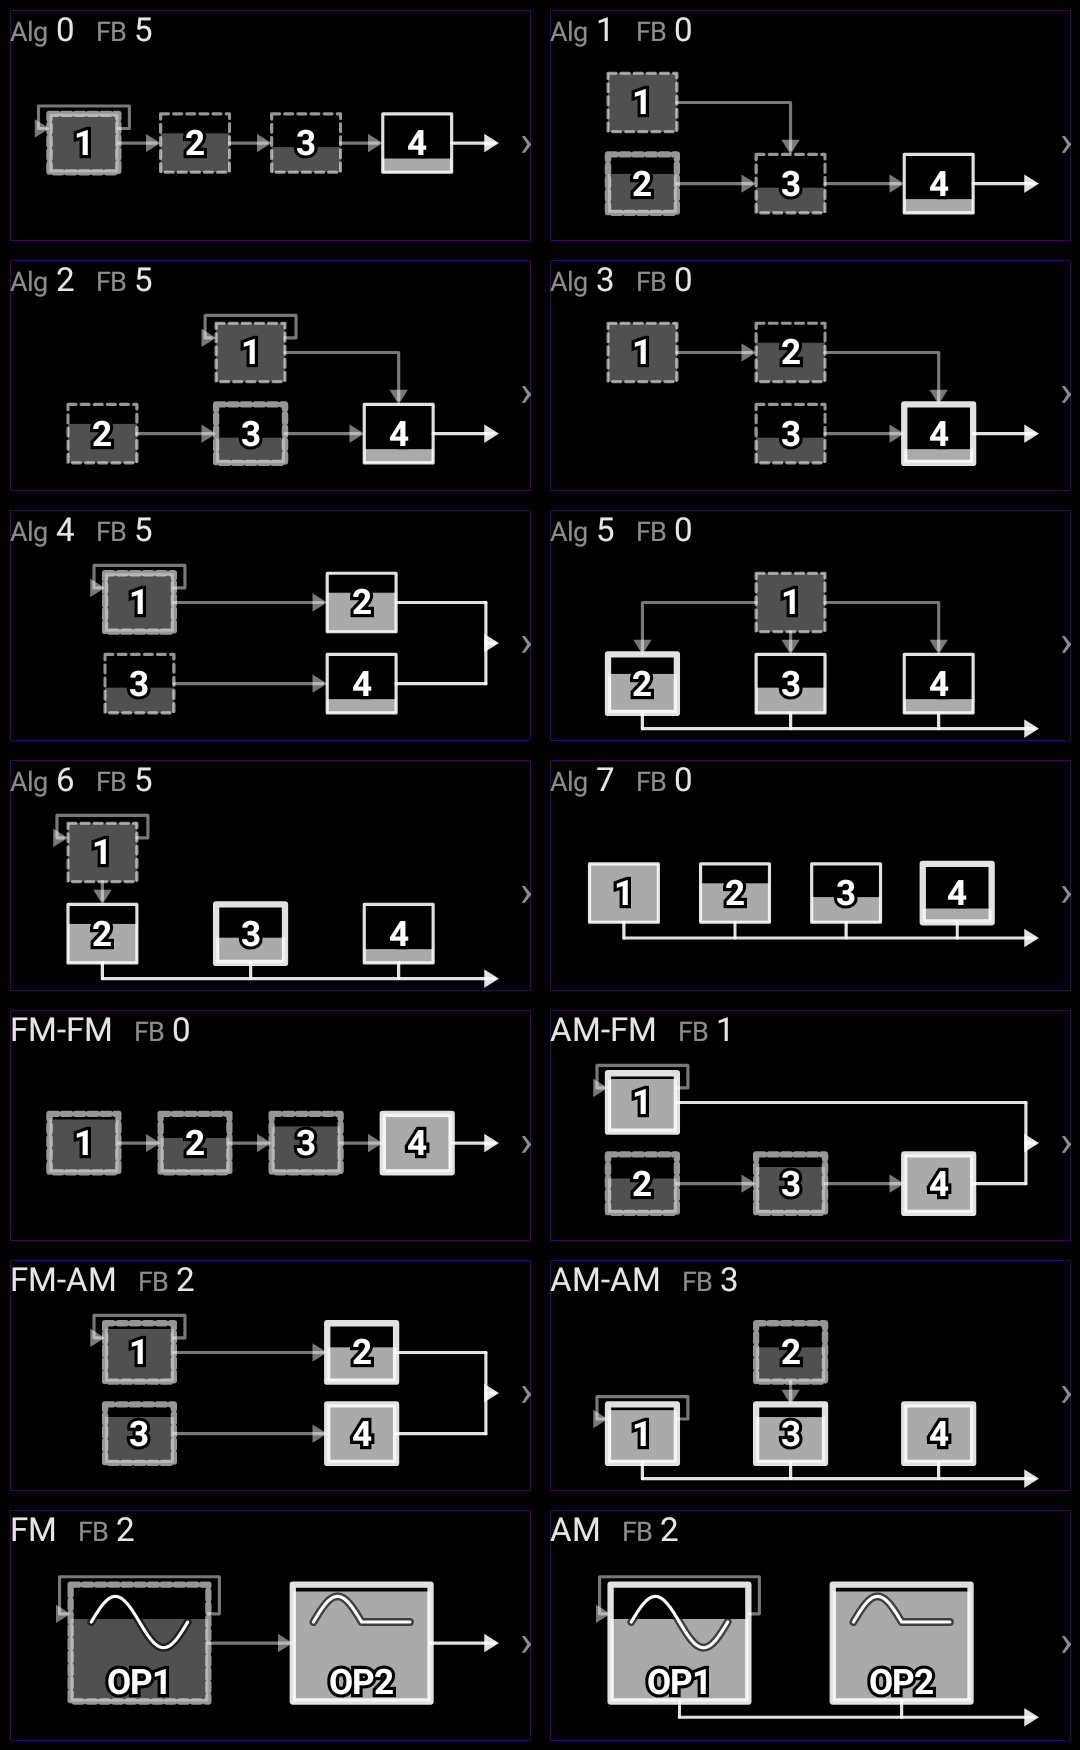 Alg 0 FB 5
1 2 3 4
Alg 1 FB 0
1
2 3 4
Alg 2 FB 5
1
2 3 4
Alg 3 FB 0
1 2
3 4
Alg 4 FB 5
1 2
3 4
Alg 5 FB 0
1
2 3 4
Alg 6 FB 5
1
2 3 4
Alg 7 FB 0
1 2 3 4
FM-FM FB 0
1 2 3 4
AM-FM FB 1
1
2 3 4
FM-AM FB 2
1 2
3 4
AM-AM FB 3
2
1 3 4
FM FB 2
OP1 OP2
AM FB 2
OP1 OP2